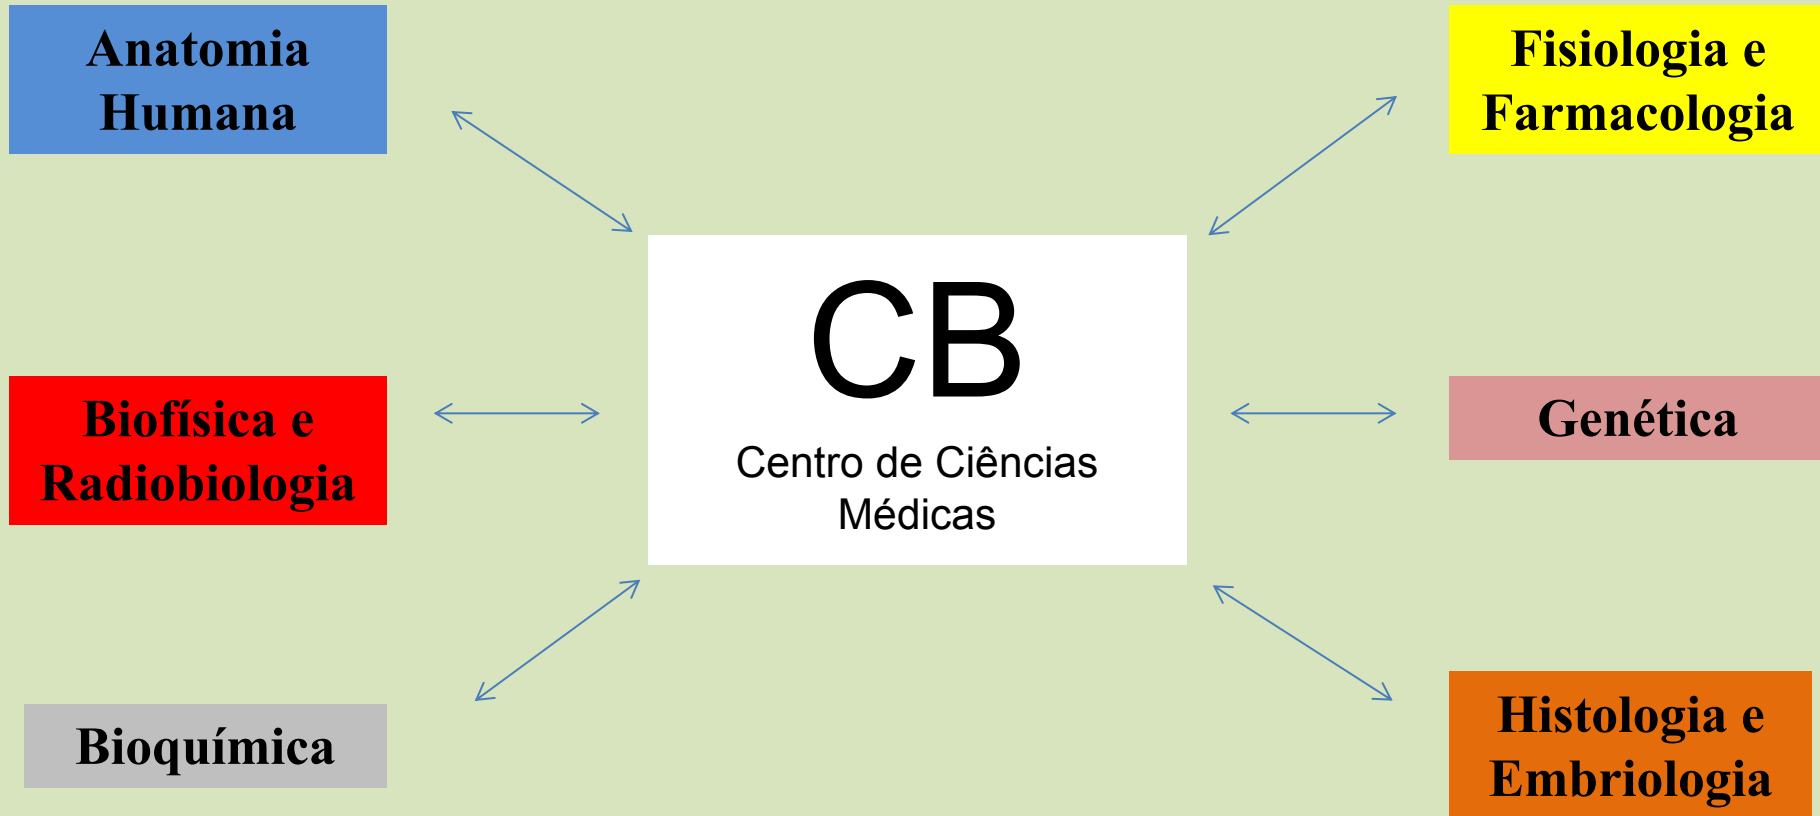 Anatomia
Humana
Fisiologia e
Farmacologia
CB
Centro de Ciências
Médicas
Biofísica e
Radiobiologia
Genética
Bioquímica
Histologia e
Embriologia